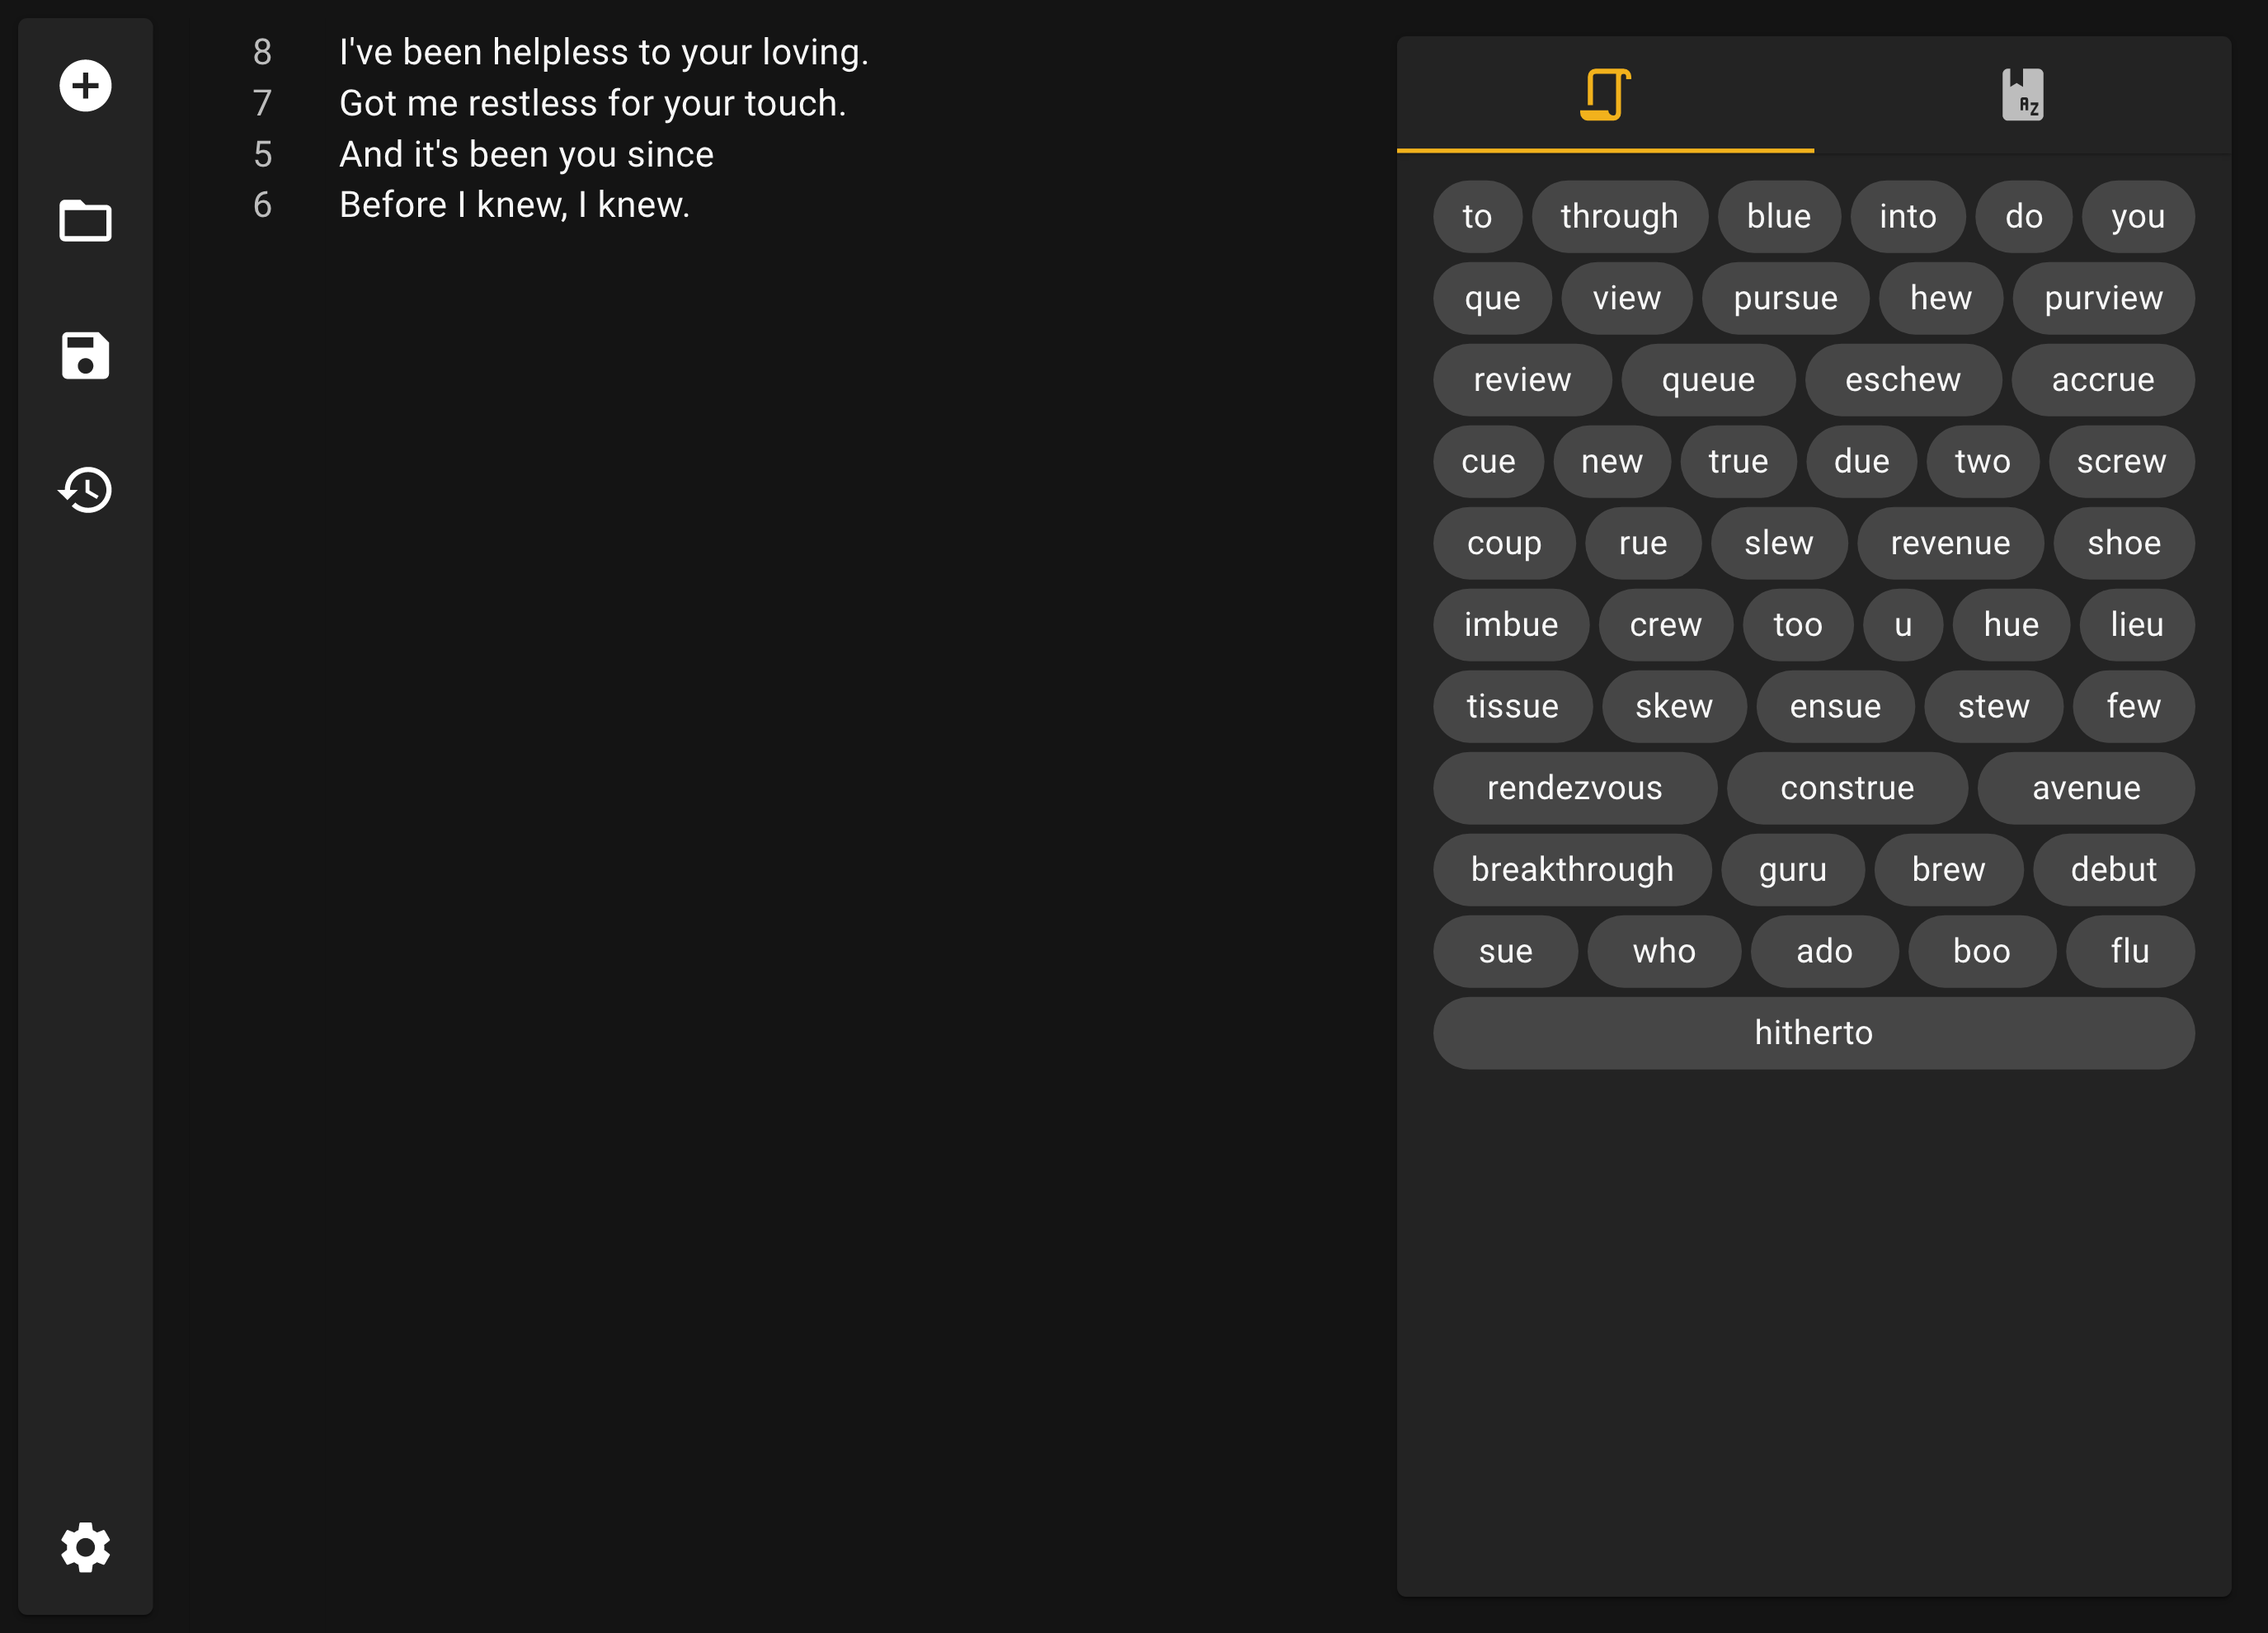 8 I've been helpless to your loving.
7 Got me restless for your touch.
5 And it's been you since
6 Before I knew, I knew.
A Z
to through blue into do you
que view pursue hew purview
review queue eschew accrue
cue new true due two screw
coup rue slew revenue shoe
imbue crew too u hue lieu
tissue skew ensue stew few
rendezvous construe avenue
breakthrough guru brew debut
sue who ado boo flu
hitherto